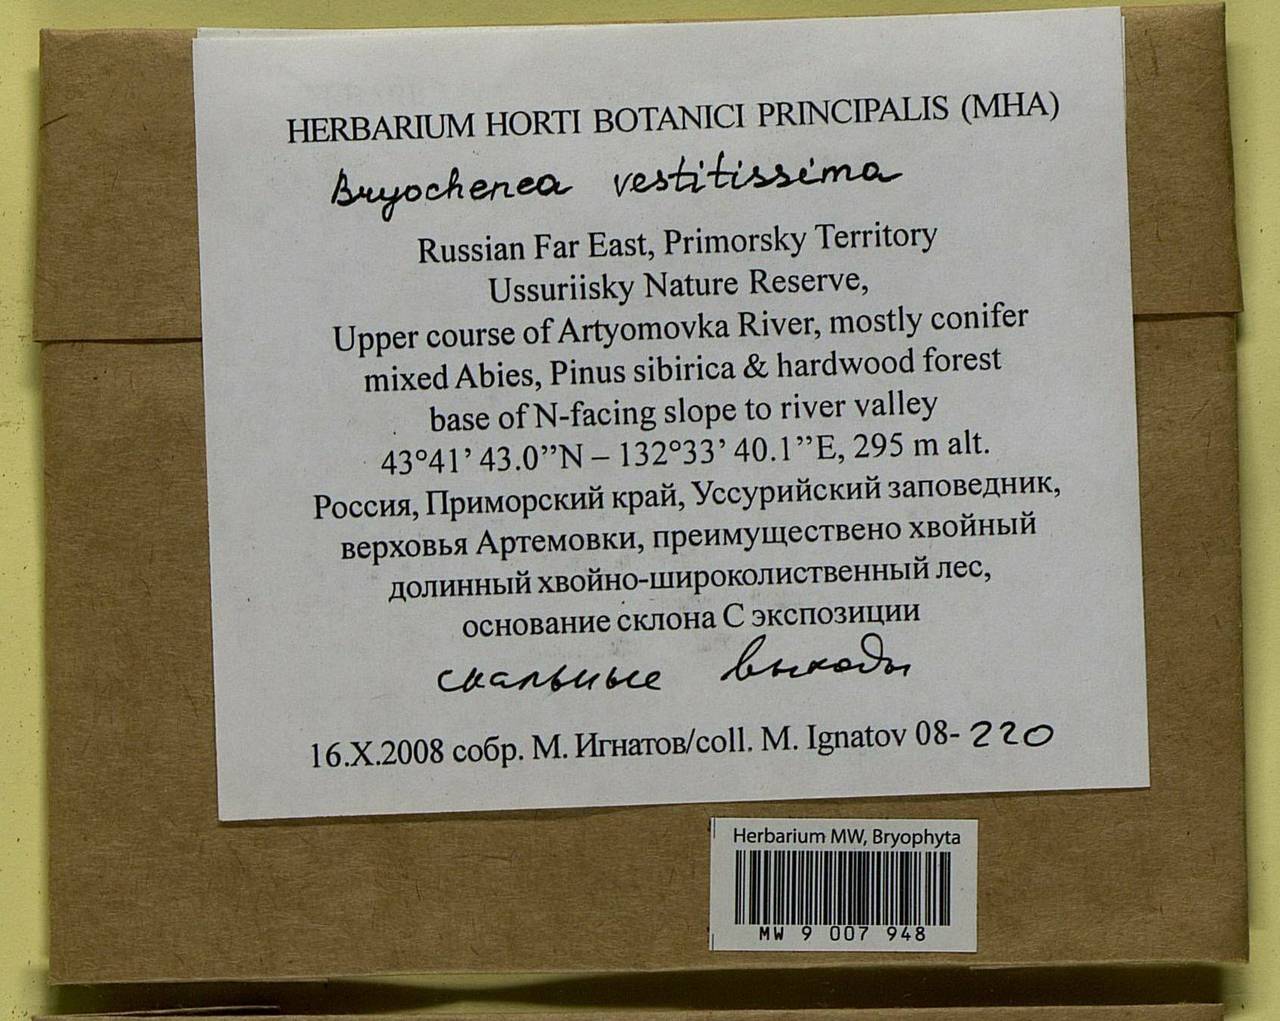 HERBARIUM HORTI BOTANICI PRINCIPALIS (MHA)
Bryochenea vestitissima
Russian Far East, Primorsky Territory
Ussuriisky Nature Reserve,
Upper course of Artyomovka River, mostly conifer
mixed Abies, Pinus sibirica & hardwood forest
base of N-facing slope to river valley
43°41’ 43.0”N – 132°33’ 40.1”E, 295 m alt.
Россия, Приморский край, Уссурийский заповедник,
верховья Артемовки, преимуществено хвойный
долинный хвойно-широколиственный лес,
основание склона С экспозиции
скальные выходы
16.X.2008 собр. М. Игнатов/coll. M. Ignatov 08- 220
Herbarium MW, Bryophyta
MW 9 007 948